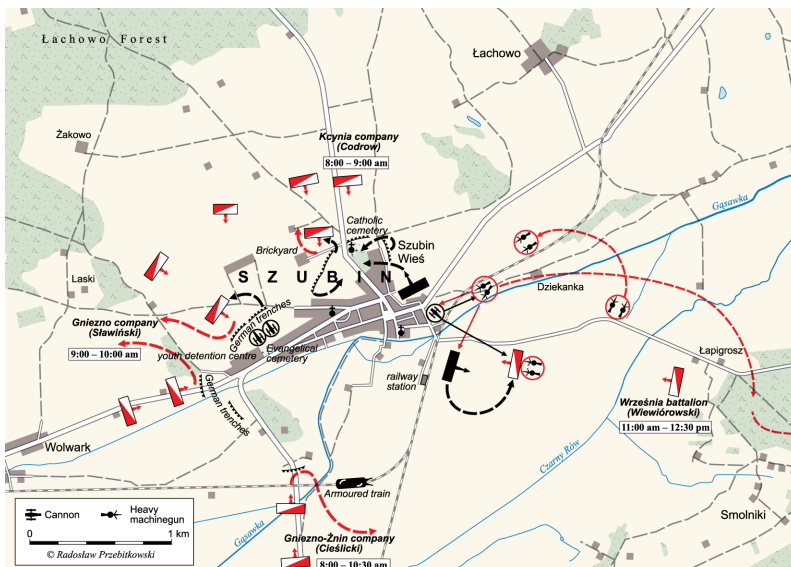 Łachowo Forest
Łachowo
Żakowo
Kcynia company
(Codrow)
8:00 – 9:00 am
Gąsawka
Catholic
cemetery
Szubin
Wieś
Brickyard
SZUBIN
Laski
Dziekanka
German trenches
Gniezno company
(Sławiński)
9:00 – 10:00 am
youth detention centre
Evangelical
cemetery
Łapigrosz
railway
station
German trenches
Września battalion
(Wiewiórowski)
11:00 am – 12:30 pm
Wolwark
Czarny Rów
Armoured train
Smolniki
Gąsawka
Gniezno-Żnin company
(Cieślicki)
8:00 – 10:30 am
Cannon
Heavy
machinegun
0
1 km
© Radosław Przebitkowski